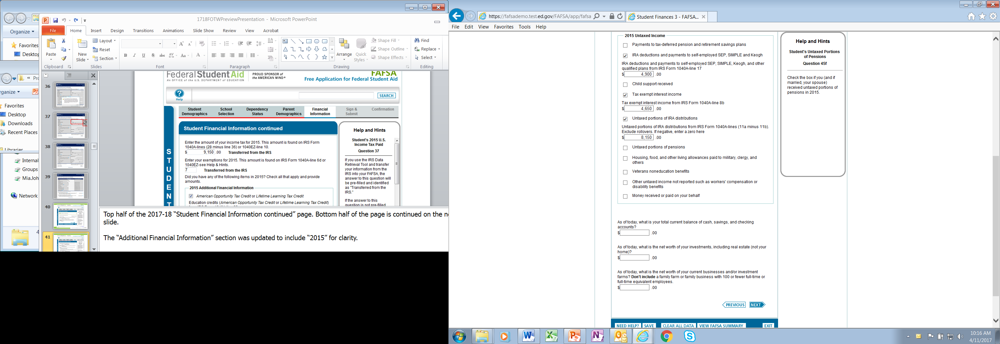 1718FOTWPreviewPresentation - Microsoft PowerPoint
File Home Insert Design Transitions Animations Slide Show Review View Acrobat
Organize
Favorites
Desktop
Paste
New
Slide
Layout
Reset
Section
Shape Fill
Shape Outline
Shape Effects
Arrange
Quick
Styles
Find
Replace
Select
Clipboard Slides Font Paragraph Drawing Editing
Favorites
Desktop
Downloads
Recent Places
Libraries
Internal
Groups
Network
36
37
38
39
40
41
Federal Student Aid
An OFFICE of the U.S. DEPARTMENT of EDUCATION
PROUD SPONSOR of
the AMERICAN MIND®
FAFSA
Free Application for Federal Student Aid
Help
SEARCH
Student Demographics
School Selection
Dependency Status
Parent Demographics
Financial Information
Sign & Submit
Confirmation
STUDENT
Student Financial Information continued
Enter the amount of your income tax for 2015. This amount is found on IRS Form
1040A-lines (28 minus line 36) or 1040EZ-line 10.
$ 9,150 .00 Transferred from the IRS
Enter your exemptions for 2015. This amount is found on IRS Form 1040A-line 6d or
1040EZ-see Help & Hints.
7 Transferred from the IRS
Did you have any of the following items in 2015? Check all that apply and provide
amounts.
2015 Additional Financial Information
American Opportunity Tax Credit or Lifetime Learning Tax Credit
Education credits (American Opportunity Tax Credit or Lifetime Learning Tax Credit)
Help and Hints
Student's 2015 U.S.
Income Tax Paid
Question 37
If you use the IRS Data
Retrieval Tool and transfer
your information from the
IRS into your FAFSA, the
answer to this question will
be pre-filled and identified
as "Transferred from the
IRS."
If the answer to this
question is not pre-filled
Top half of the 2017-18 “Student Financial Information continued” page. Bottom half of the page is continued on the
slide.
The “Additional Financial Information” section was updated to include “2015” for clarity.
https://fafsademo.test.ed.gov/FAFSA/app/fafsa
Student Finances 3 - FAFSA...
File Edit View Favorites Tools Help
2015 Untaxed Income
Payments to tax-deferred pension and retirement savings plans
IRA deductions and payments to self-employed SEP, SIMPLE and Keogh
IRA deductions and payments to self-employed SEP, SIMPLE, Keogh, and other
qualified plans from IRS Form 1040A-line 17
$ 4,900 .00
Child support received
Tax exempt interest income
Tax exempt interest income from IRS Form 1040A-line 8b
$ 4,650 .00
Untaxed portions of IRA distributions
Untaxed portions of IRA distributions from IRS Form 1040A-lines (11a minus 11b).
Exclude rollovers. If negative, enter a zero here
$ 8,150 .00
Untaxed portions of pensions
Housing, food, and other living allowances paid to military, clergy, and
others
Veterans noneducation benefits
Other untaxed income not reported such as workers' compensation or
disability benefits
Money received or paid on your behalf
As of today, what is your total current balance of cash, savings, and checking
accounts?
$ .00
As of today, what is the net worth of your investments, including real estate (not your
home)?
$ .00
As of today, what is the net worth of your current businesses and/or investment
farms? Don't include a family farm or family business with 100 or fewer full-time or
full-time equivalent employees.
$ .00
PREVIOUS NEXT
NEED HELP? SAVE CLEAR ALL DATA VIEW FAFSA SUMMARY EXIT
Help and Hints
Student's Untaxed Portions
of Pensions
Question 45f
Check the box if you (and if
married, your spouse)
received untaxed portions of
pensions in 2015.
10:16 AM
4/11/2017